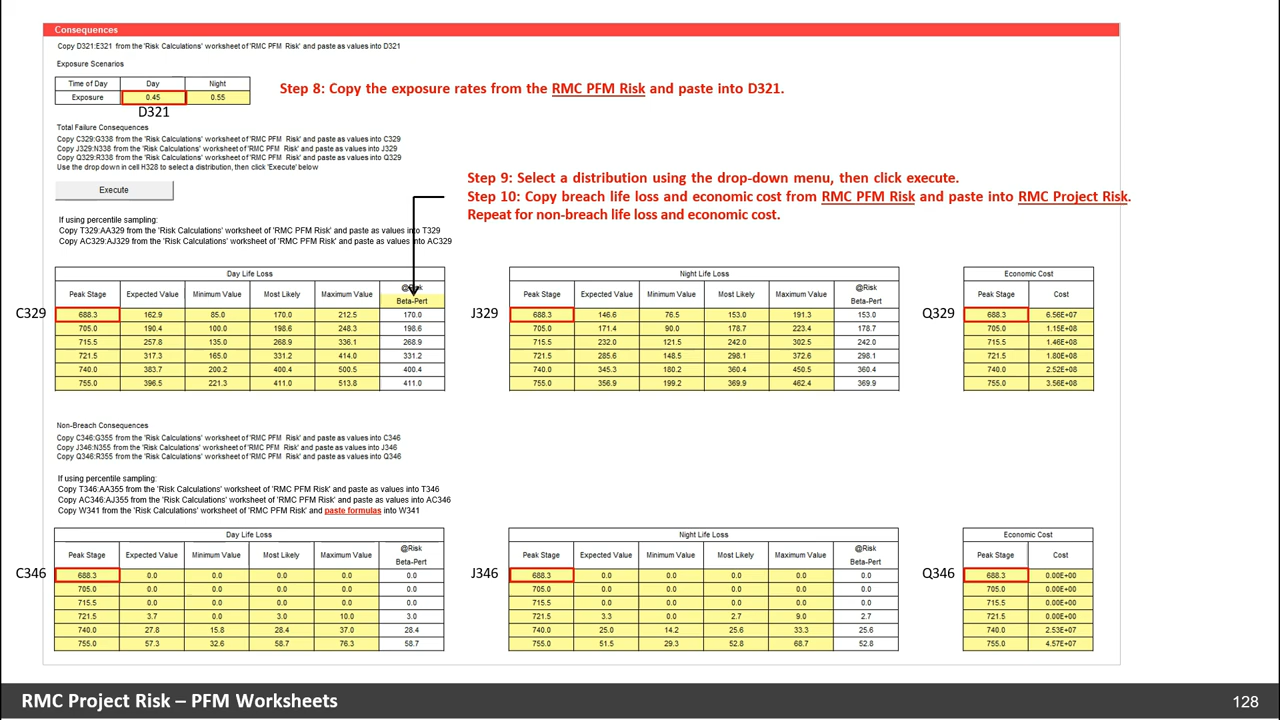 Consequences
Copy D321:E321 from the 'Risk Calculations' worksheet of 'RMC PFM Risk' and paste as values into D321
Exposure Scenarios
Time of Day Day Night
Exposure 0.45 0.55
D321
Step 8: Copy the exposure rates from the RMC PFM Risk and paste into D321.
Total Failure Consequences
Copy C329:G338 from the 'Risk Calculations' worksheet of 'RMC PFM Risk' and paste as values into C329
Copy J329:N338 from the 'Risk Calculations' worksheet of 'RMC PFM Risk' and paste as values into J329
Copy Q329:R338 from the 'Risk Calculations' worksheet of 'RMC PFM Risk' and paste as values into Q329
Use the drop down in cell H328 to select a distribution, then click 'Execute' below
Execute
Step 9: Select a distribution using the drop-down menu, then click execute.
Step 10: Copy breach life loss and economic cost from RMC PFM Risk and paste into RMC Project Risk.
Repeat for non-breach life loss and economic cost.
If using percentile sampling:
Copy T329:AA329 from the 'Risk Calculations' worksheet of 'RMC PFM Risk' and paste as values into T329
Copy AC329:AJ329 from the 'Risk Calculations' worksheet of 'RMC PFM Risk' and paste as values into AC329
Day Life Loss Night Life Loss Economic Cost
Peak Stage Expected Value Minimum Value Most Likely Maximum Value @Risk Beta-Pert Peak Stage Expected Value Minimum Value Most Likely Maximum Value @Risk Beta-Pert Peak Stage Cost
C329 688.3 162.9 85.0 170.0 212.5 170.0 J329 688.3 146.6 76.5 153.0 191.3 153.0 Q329 688.3 6.56E+07
705.0 190.4 100.0 198.6 248.3 198.6 705.0 171.4 90.0 178.7 223.4 178.7 705.0 1.15E+08
715.5 257.8 135.0 268.9 336.1 268.9 715.5 232.0 121.5 242.0 302.5 242.0 715.5 1.46E+08
721.5 317.3 165.0 331.2 414.0 331.2 721.5 285.6 148.5 298.1 372.6 298.1 721.5 1.80E+08
740.0 383.7 200.2 400.4 500.5 400.4 740.0 345.3 180.2 360.4 450.5 360.4 740.0 2.52E+08
755.0 396.5 221.3 411.0 513.8 411.0 755.0 356.9 199.2 369.9 462.4 369.9 755.0 3.56E+08
Non-Breach Consequences
Copy C346:G355 from the 'Risk Calculations' worksheet of 'RMC PFM Risk' and paste as values into C346
Copy J346:N355 from the 'Risk Calculations' worksheet of 'RMC PFM Risk' and paste as values into J346
Copy Q346:R355 from the 'Risk Calculations' worksheet of 'RMC PFM Risk' and paste as values into Q346
If using percentile sampling:
Copy T346:AA355 from the 'Risk Calculations' worksheet of 'RMC PFM Risk' and paste as values into T346
Copy AC346:AJ355 from the 'Risk Calculations' worksheet of 'RMC PFM Risk' and paste as values into AC346
Copy W341 from the 'Risk Calculations' worksheet of 'RMC PFM Risk' and paste formulas into W341
Day Life Loss Night Life Loss Economic Cost
Peak Stage Expected Value Minimum Value Most Likely Maximum Value @Risk Beta-Pert Peak Stage Expected Value Minimum Value Most Likely Maximum Value @Risk Beta-Pert Peak Stage Cost
C346 688.3 0.0 0.0 0.0 0.0 0.0 J346 688.3 0.0 0.0 0.0 0.0 0.0 Q346 688.3 0.00E+00
705.0 0.0 0.0 0.0 0.0 0.0 705.0 0.0 0.0 0.0 0.0 0.0 705.0 0.00E+00
715.5 0.0 0.0 0.0 0.0 0.0 715.5 0.0 0.0 0.0 0.0 0.0 715.5 0.00E+00
721.5 3.7 0.0 3.0 10.0 3.0 721.5 3.3 0.0 2.7 9.0 2.7 721.5 0.00E+00
740.0 27.8 15.8 28.4 37.0 28.4 740.0 25.0 14.2 25.6 33.3 25.6 740.0 2.53E+07
755.0 57.3 32.6 58.7 76.3 58.7 755.0 51.5 29.3 52.8 68.7 52.8 755.0 4.57E+07
RMC Project Risk – PFM Worksheets
128